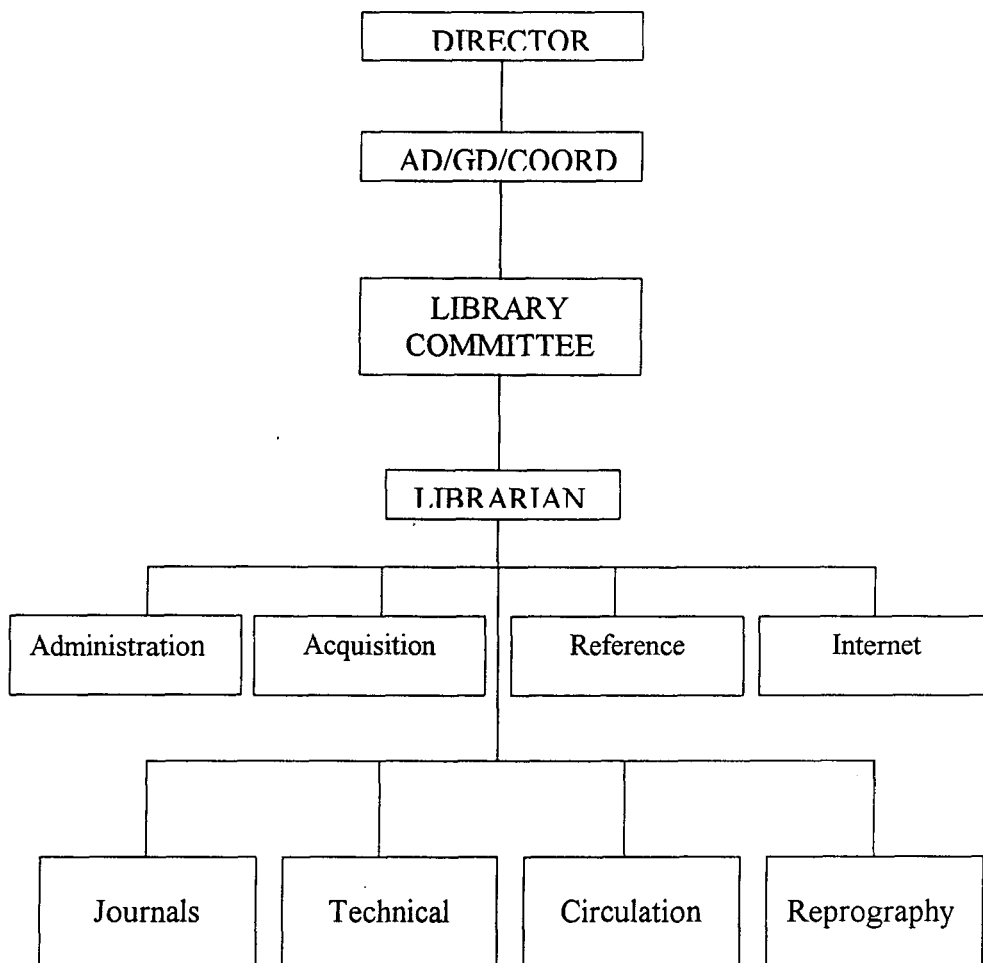 DIRECTOR
AD/GD/COORD
LIBRARY
COMMITTEE
LIBRARIAN
Administration
Acquisition
Reference
Internet
Journals
Technical
Circulation
Reprography